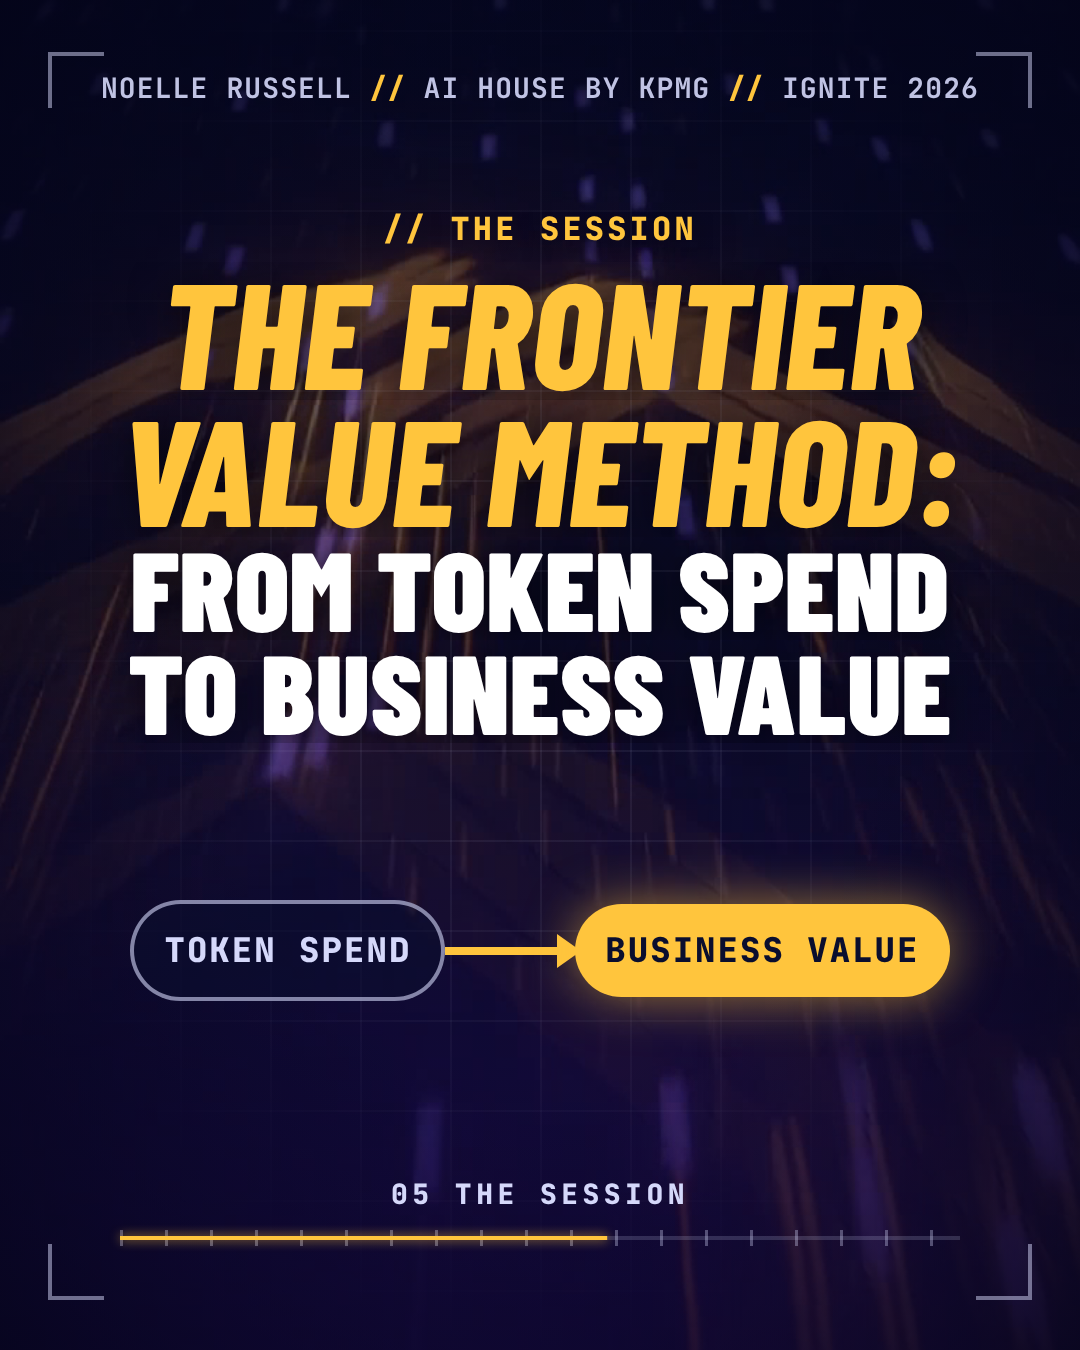 NOELLE RUSSELL // AI HOUSE BY KPMG // IGNITE 2026
// THE SESSION
THE FRONTIER
VALUE METHOD:
FROM TOKEN SPEND
TO BUSINESS VALUE
TOKEN SPEND
BUSINESS VALUE
05 THE SESSION